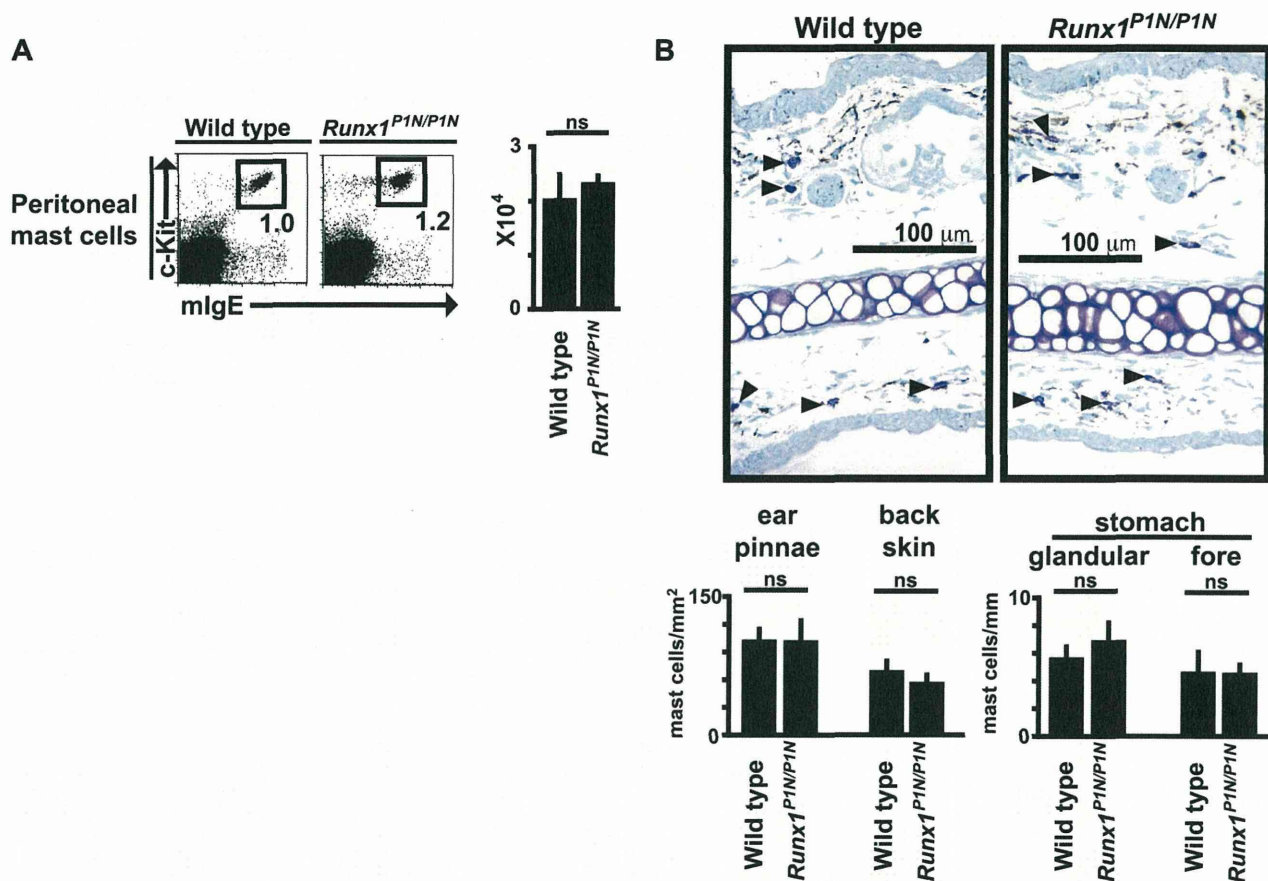 A
Wild type
Runx1P1N/P1N
Peritoneal
mast cells
c-Kit
1.0
1.2
mIgE
ns
3
X104
0
Wild type
Runx1P1N/P1N
B
Wild type
Runx1P1N/P1N
100 µm
100 µm
ear
pinnae
back
skin
ns
ns
150
mast cells/mm2
0
Wild type
Runx1P1N/P1N
Wild type
Runx1P1N/P1N
stomach
glandular
fore
ns
ns
10
mast cells/mm
0
Wild type
Runx1P1N/P1N
Wild type
Runx1P1N/P1N